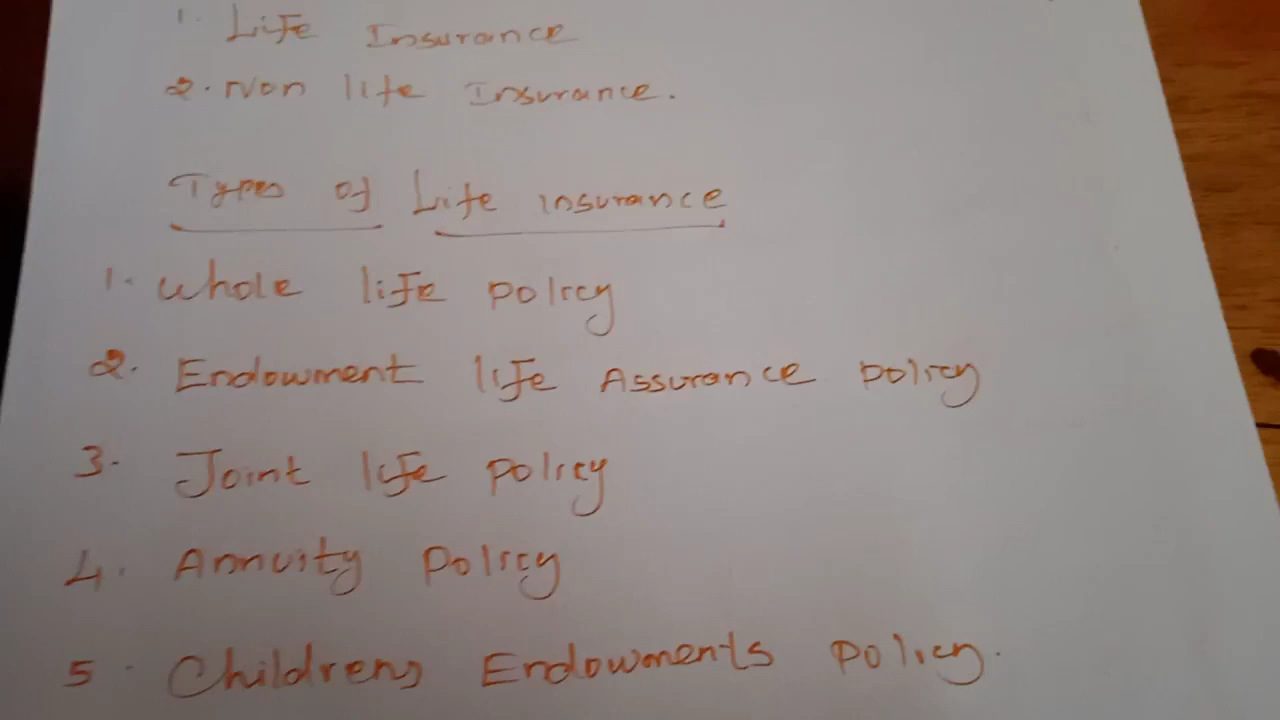 1. Life Insurance
2. Non life Insurance.
Types of Life insurance
1. Whole life policy
2. Endowment life Assurance policy
3. Joint life policy
4. Annuity policy
5. Childrens Endowments policy.